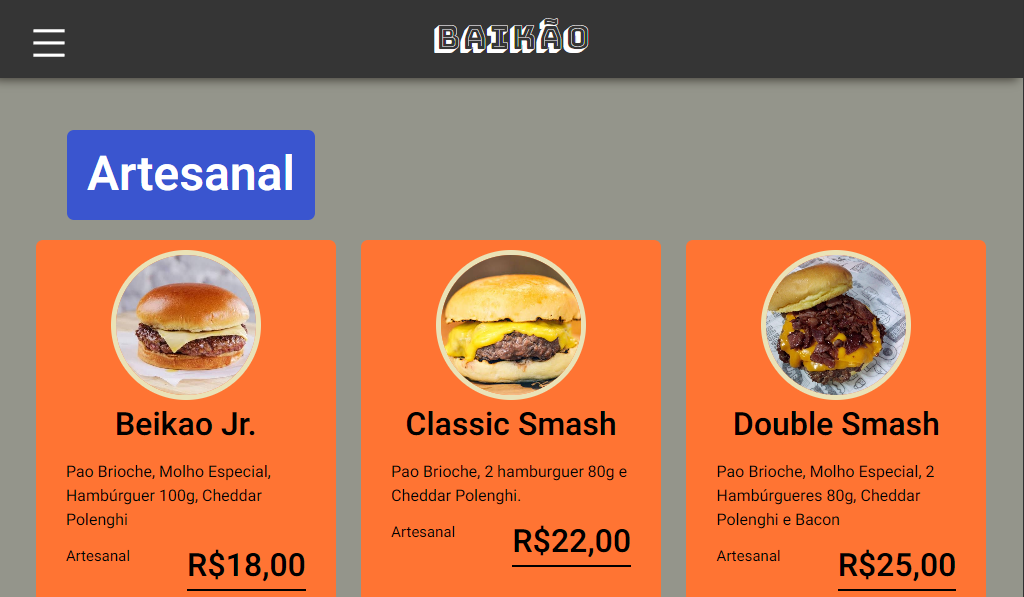 BAIKÃO
Artesanal
Beikao Jr.
Pao Brioche, Molho Especial,
Hambúrguer 100g, Cheddar
Polenghi
Artesanal
R$18,00
Classic Smash
Pao Brioche, 2 hamburguer 80g e
Cheddar Polenghi.
Artesanal
R$22,00
Double Smash
Pao Brioche, Molho Especial, 2
Hambúrgueres 80g, Cheddar
Polenghi e Bacon
Artesanal
R$25,00